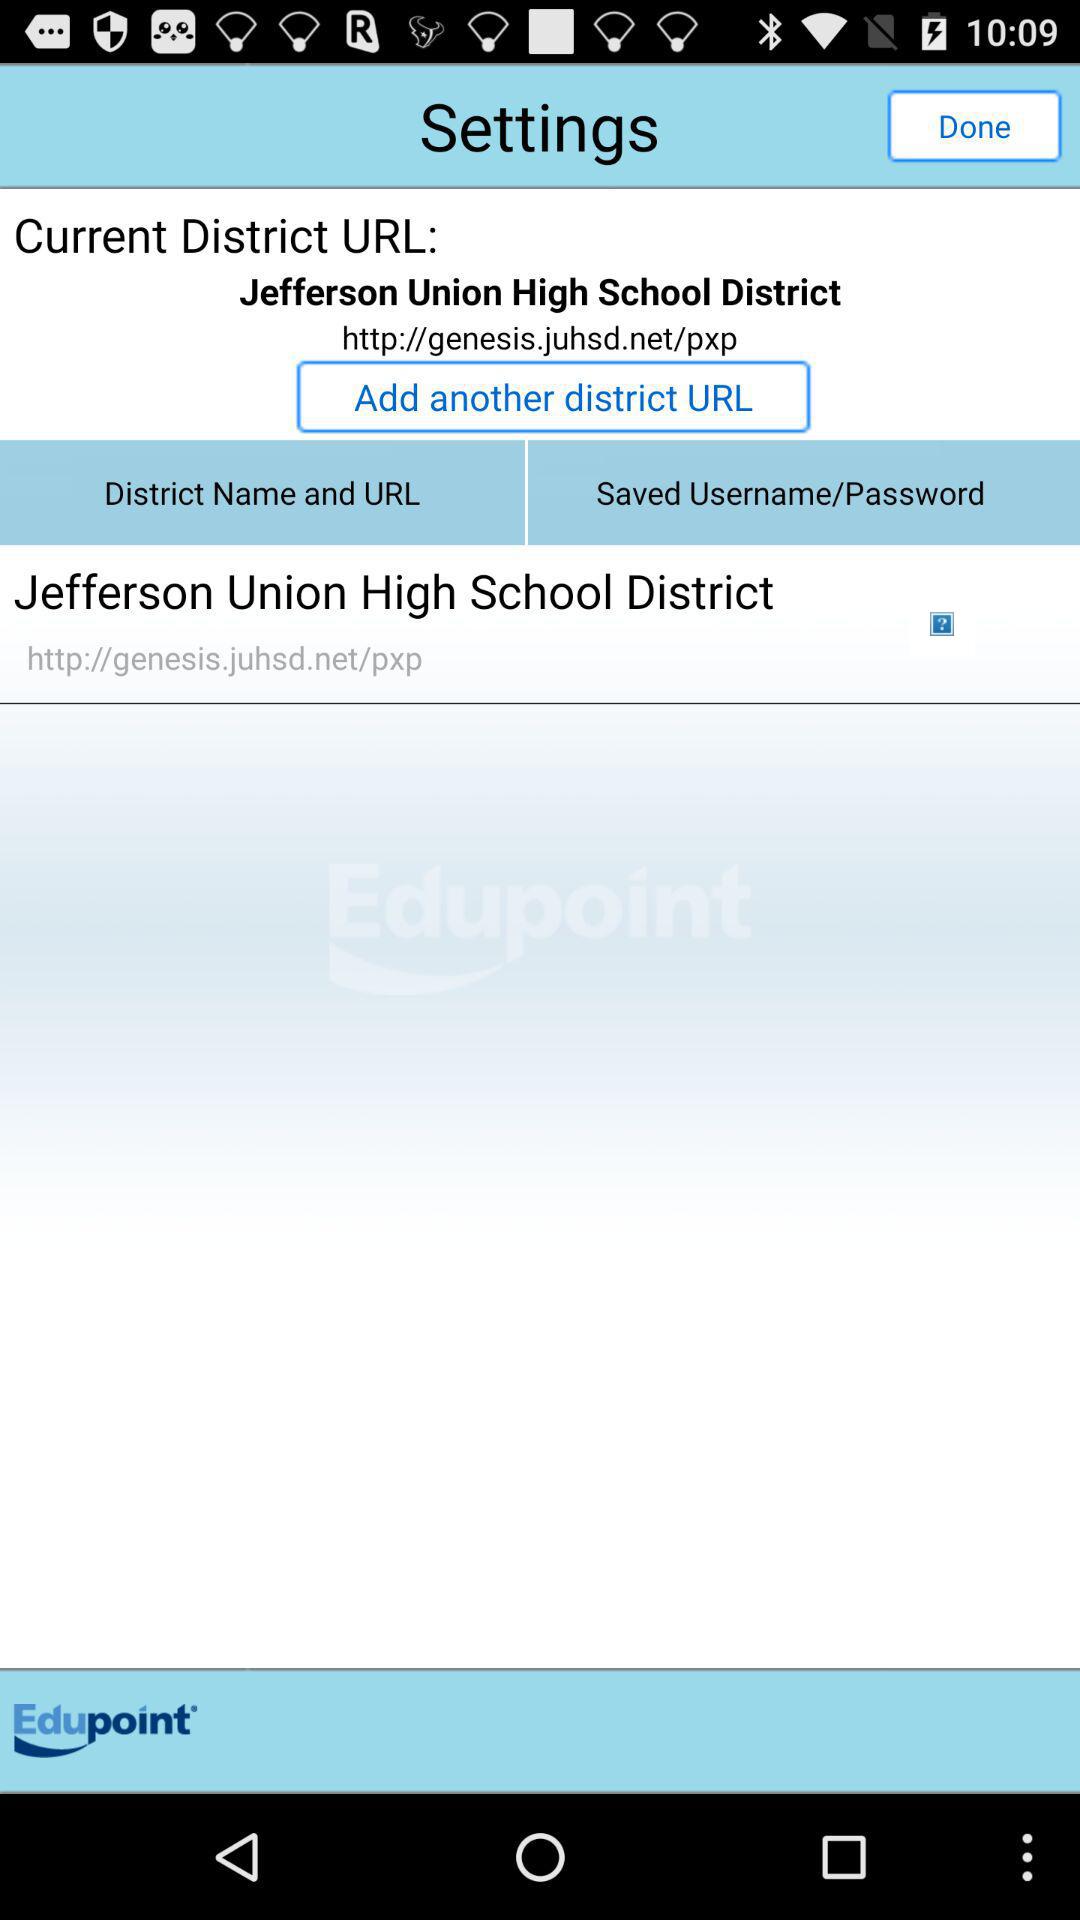 10:09
Settings
Done
Current District URL:
Jefferson Union High School District
http://genesis.juhsd.net/pxp
Add another district URL
District Name and URL
Saved Username/Password
Jefferson Union High School District
?
http://genesis.juhsd.net/pxp
Edupoint
Edupoint®